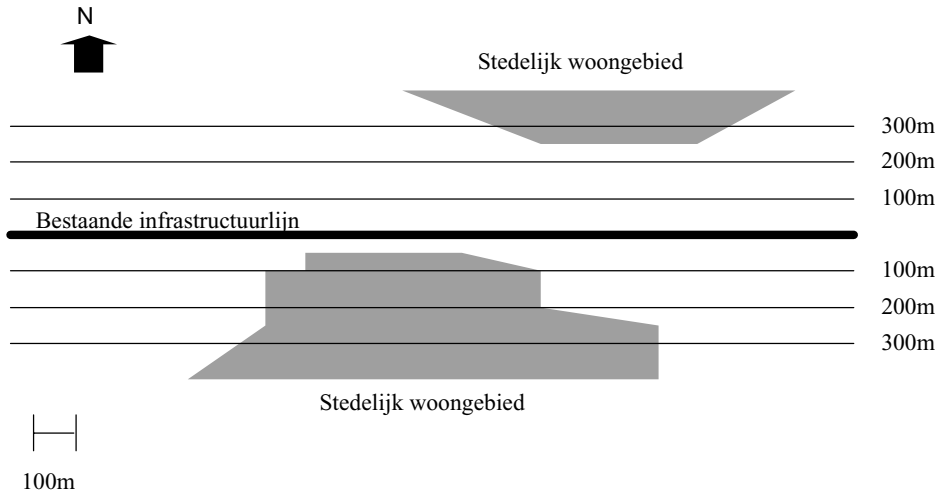 N
Stedelijk woongebied
300m
200m
100m
Bestaande infrastructuurlijn
100m
200m
300m
Stedelijk woongebied
100m